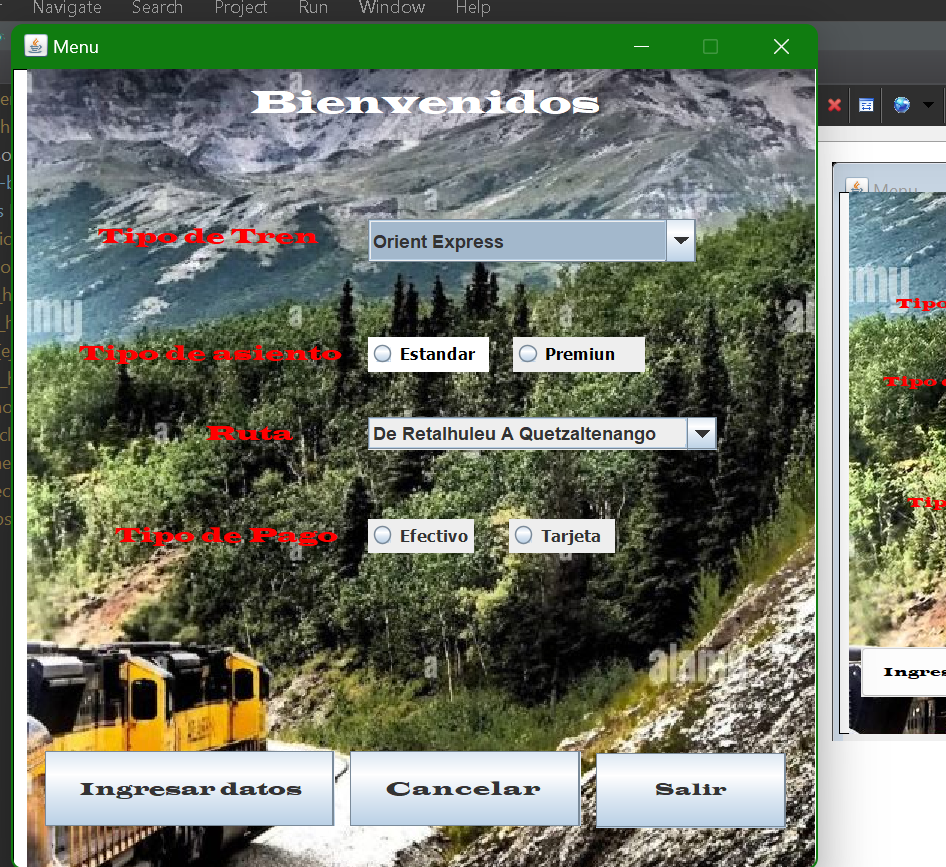 Navigate Search Project Run Window Help
Menu
Bienvenidos
Menu
Tipo de Tren
Orient Express
Tipo de asiento
Estandar
Premiun
Ruta
De Retalhuleu A Quetzaltenango
Tipo de Pago
Efectivo
Tarjeta
alamy
Ingresar datos
Cancelar
Salir